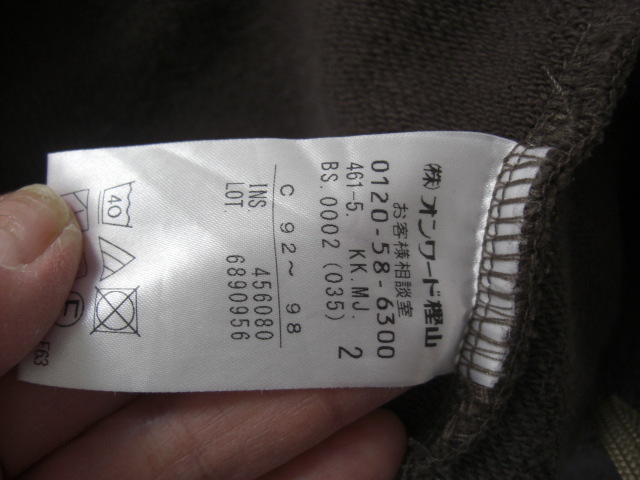 (株) オンワード樫山
お客様相談室
0120-58-6300
461-5. KK.MJ. 2
BS.0002 (035)
C 92～ 98
INS. 456080
LOT. 6890956
40
F63